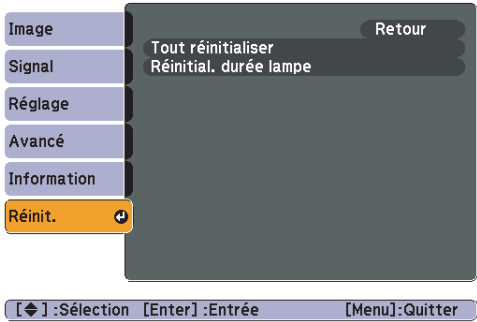 Image
Signal
Réglage
Avancé
Information
Réinit.
Retour
Tout réinitialiser
Réinitial. durée lampe
[◆] :Sélection [Enter] :Entrée [Menu]:Quitter